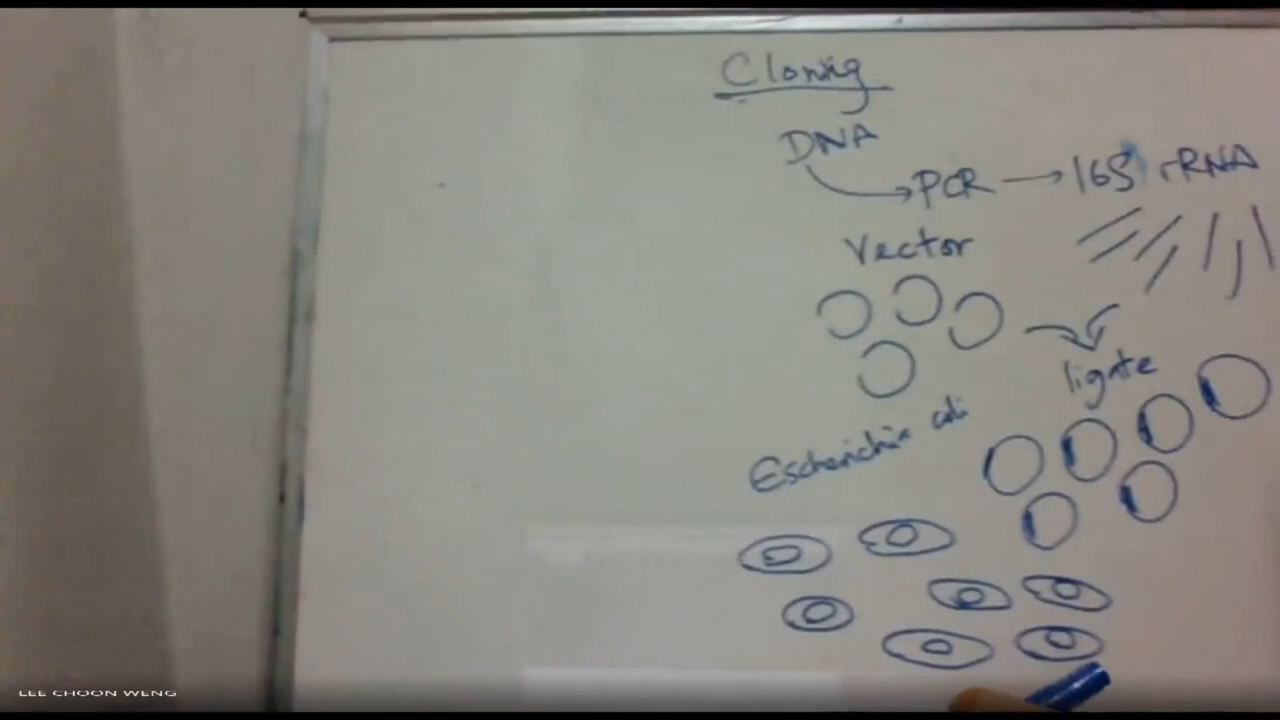 Cloning
DNA
PCR → 16S rRNA
Vector
ligate
Escherichia coli
LEE CHOON WENG